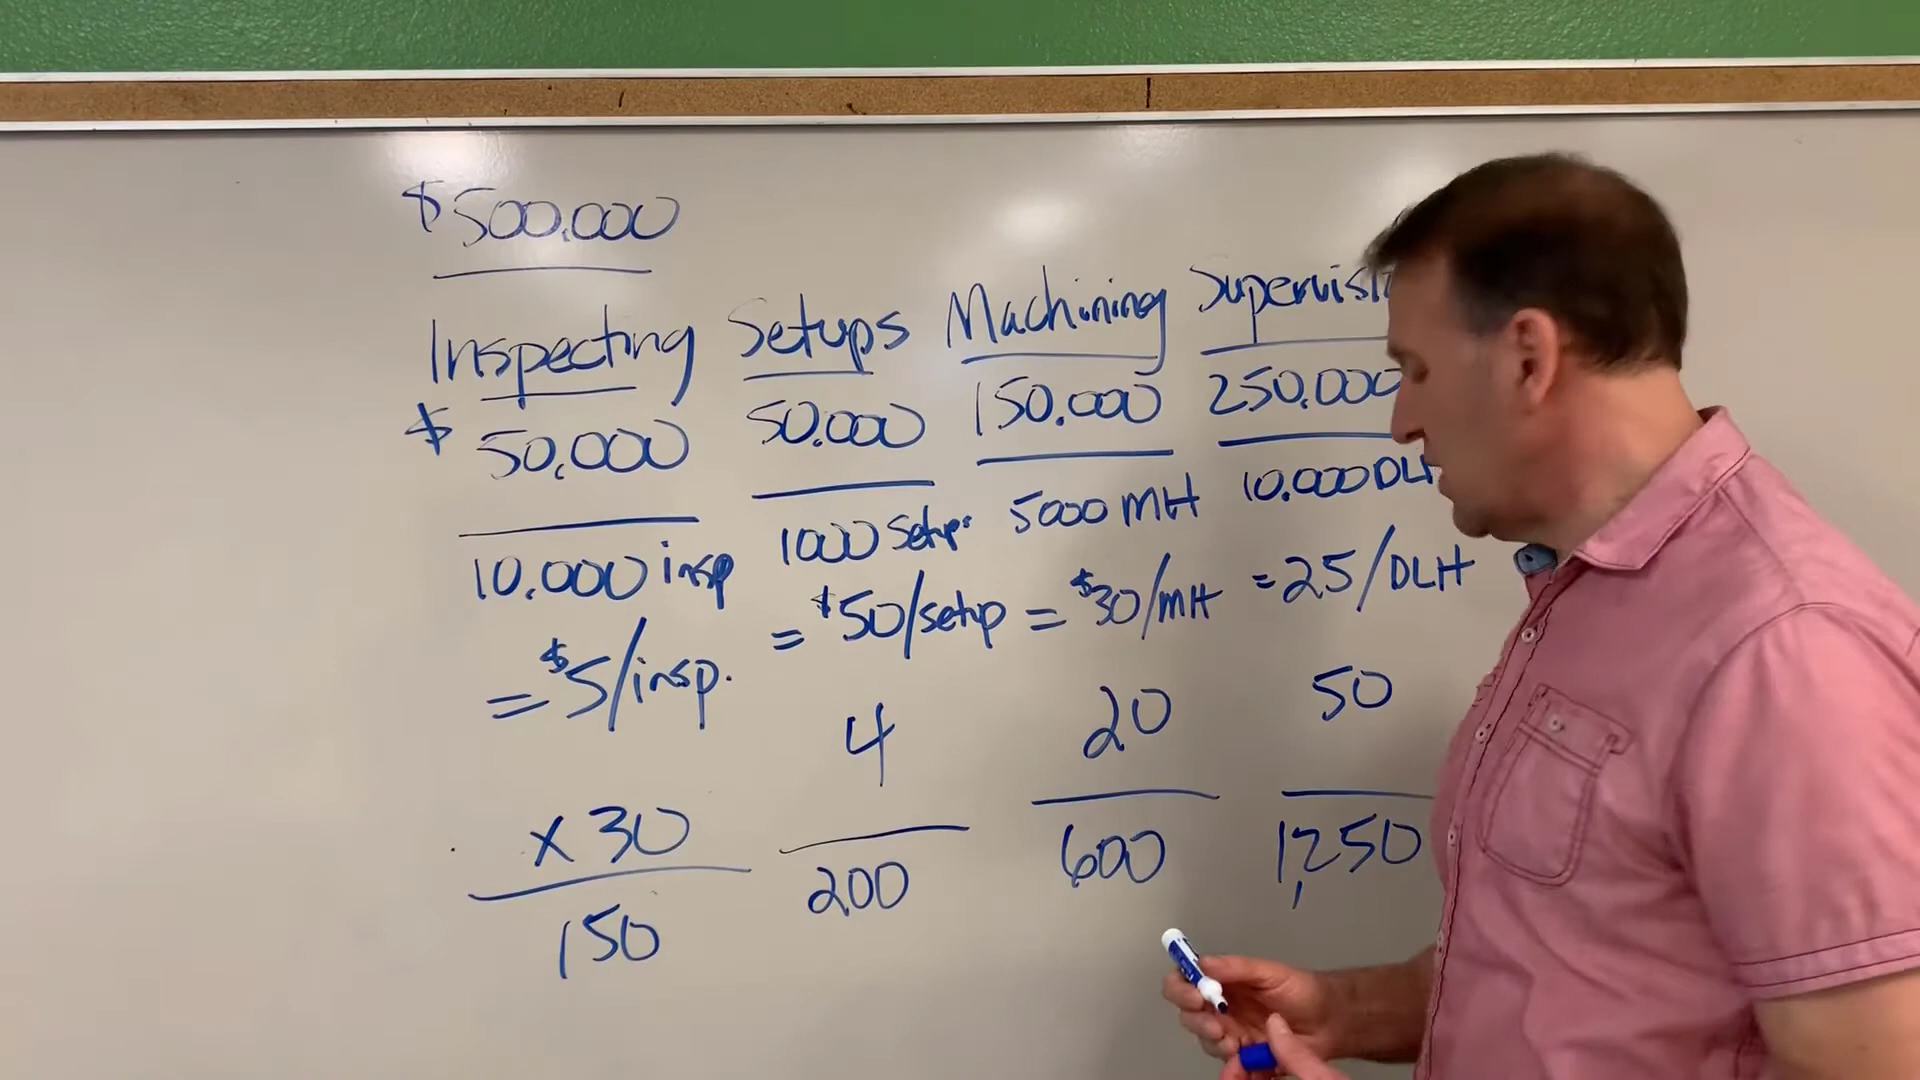 $500,000
Inspecting Setups Machining
$50,000 50,000 150,000 250,000
10,000 insp 1000 Setups 5000 MH 10,000
= $5/insp. = $50/setup = $30/MH = 25/DLH
x 30 4 20 50
150 200 600 1,250